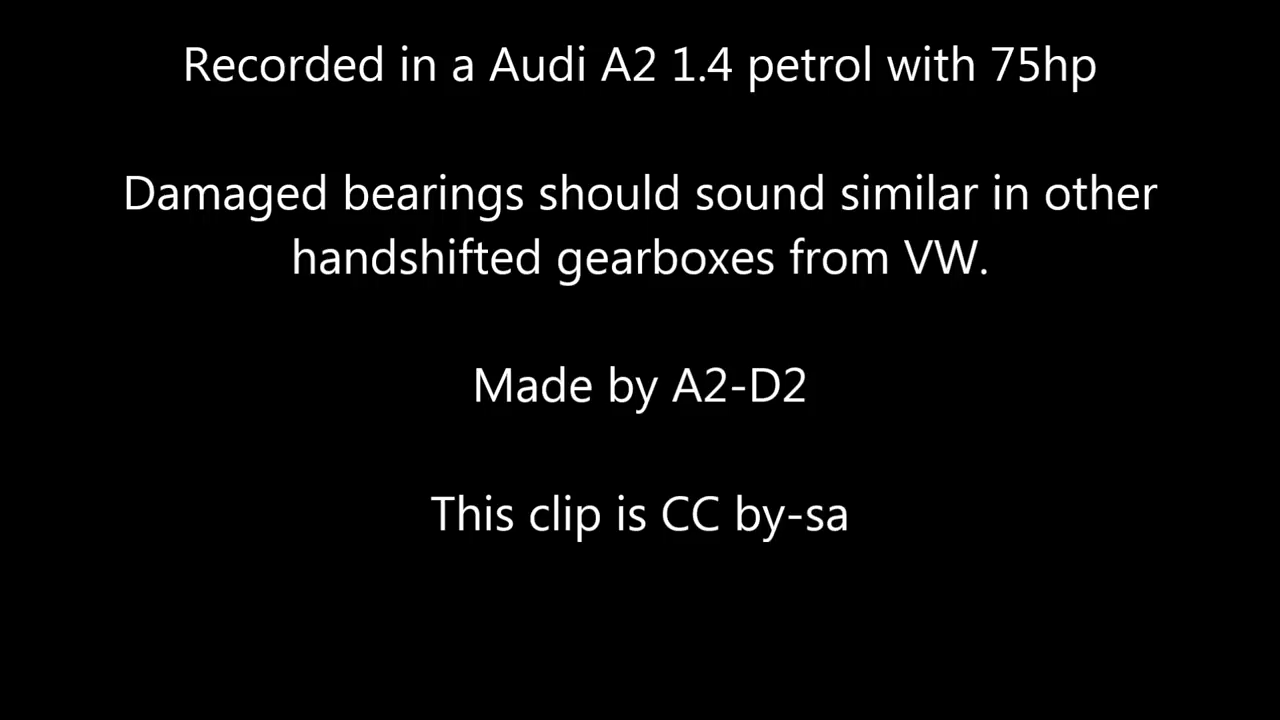 Recorded in a Audi A2 1.4 petrol with 75hp
Damaged bearings should sound similar in other
handshifted gearboxes from VW.
Made by A2-D2
This clip is CC by-sa